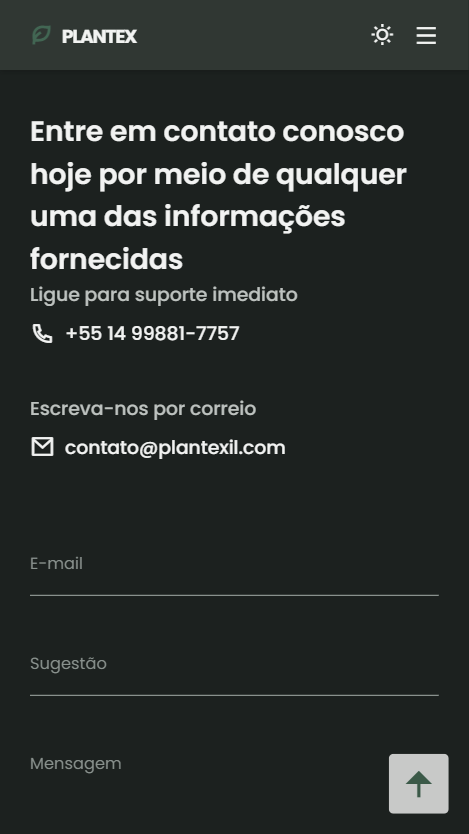 PLANTEX
Entre em contato conosco
hoje por meio de qualquer
uma das informações
fornecidas
Ligue para suporte imediato
+55 14 99881-7757
Escreva-nos por correio
contato@plantexil.com
E-mail
Sugestão
Mensagem